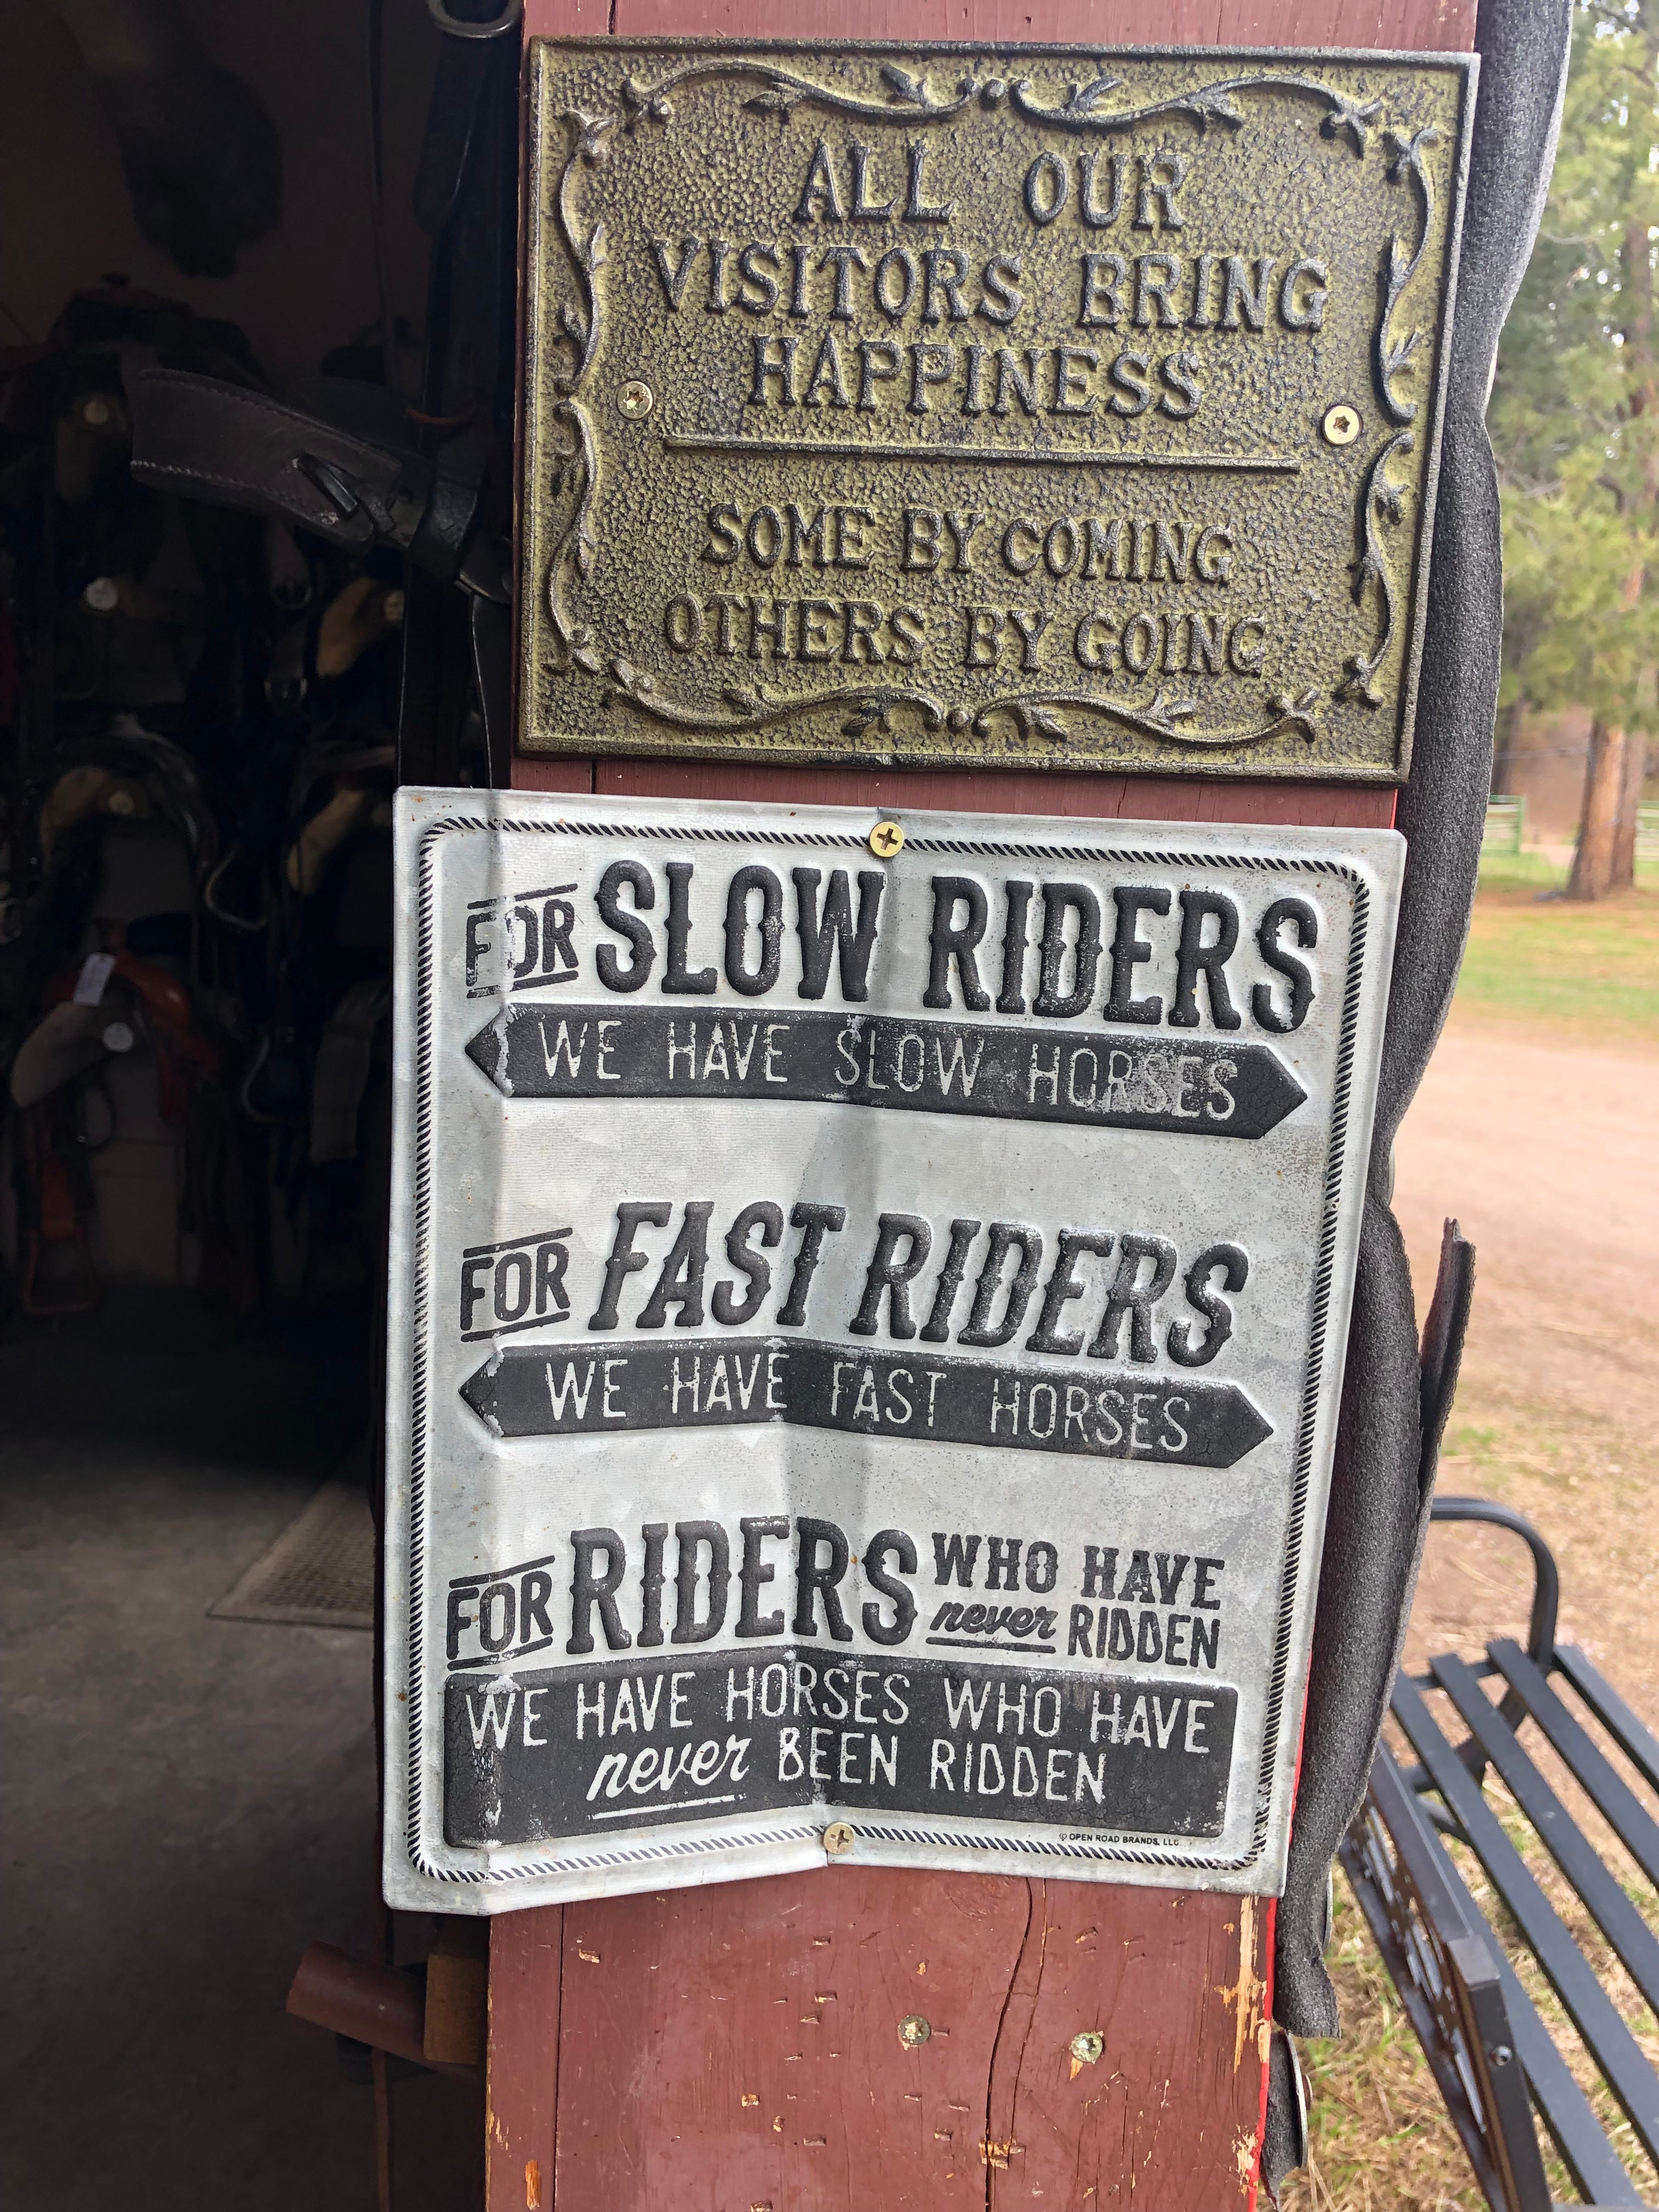 ALL OUR
VISITORS BRING
HAPPINESS
SOME BY COMING
OTHERS BY GOING
FOR SLOW RIDERS
WE HAVE SLOW HORSES
FOR FAST RIDERS
WE HAVE FAST HORSES
FOR RIDERS WHO HAVE
never RIDDEN
WE HAVE HORSES WHO HAVE
never BEEN RIDDEN
© OPEN ROAD BRANDS, LLC